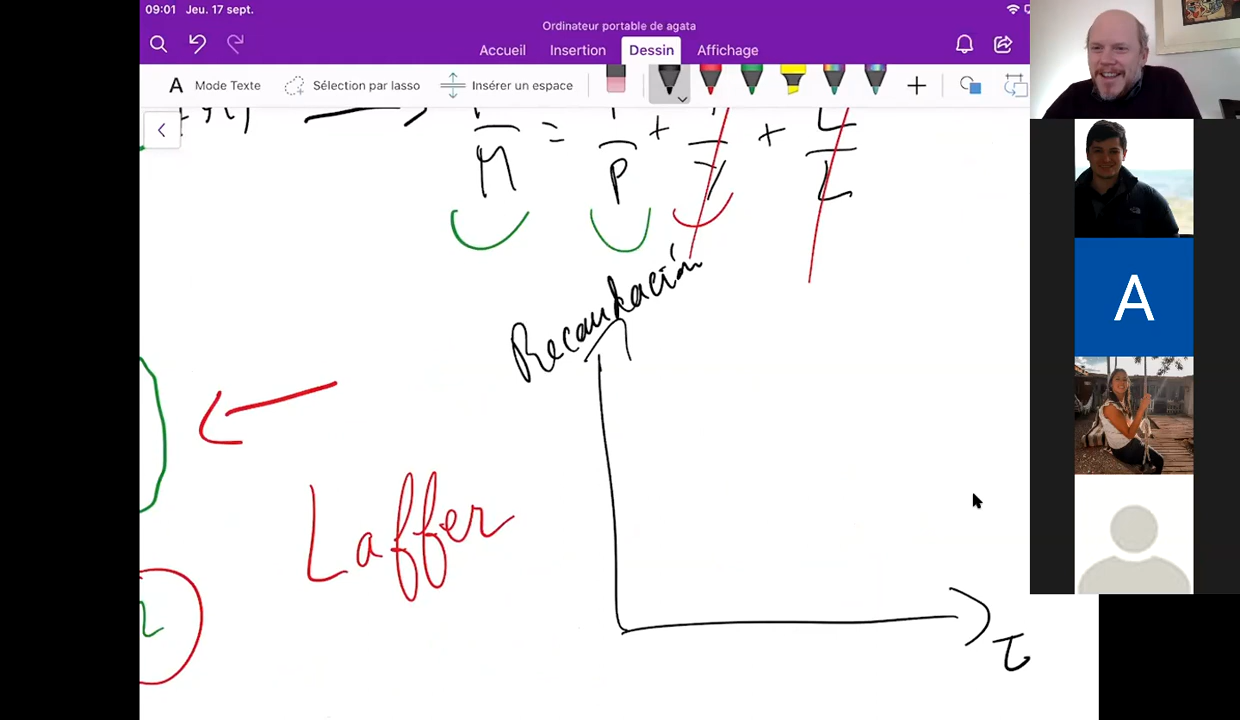 09:01 Jeu. 17 sept.
Ordinateur portable de agata
Accueil Insertion Dessin Affichage
A Mode Texte Sélection par lasso Insérer un espace
M = P + Y + L
L
Recaudación
A
Laffer
τ